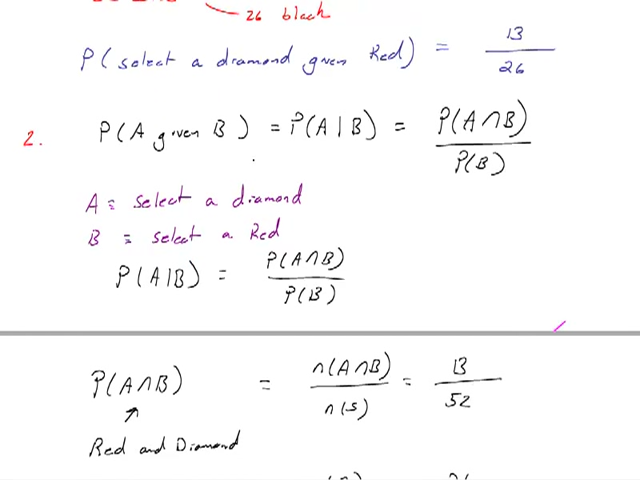 26 black
P(select a diamond given Red) = 13/26
2. P(A given B) = P(A|B) = P(A∩B)/P(B)
A = select a diamond
B = select a Red
P(A|B) = P(A∩B)/P(B)
P(A∩B) = n(A∩B)/n(S) = 13/52
Red and Diamond